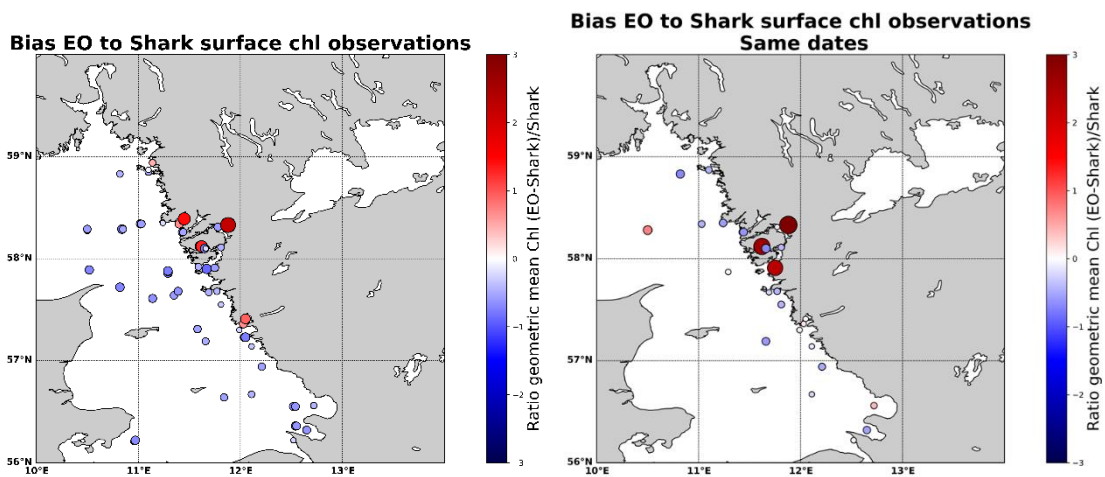 Bias EO to Shark surface chl observations
59°N
58°N
57°N
56°N
10°E
11°E
12°E
13°E
3
2
1
0
−1
−2
−3
Ratio geometric mean Chl (EO-Shark)/Shark
Bias EO to Shark surface chl observations
Same dates
59°N
58°N
57°N
56°N
10°E
11°E
12°E
13°E
3
2
1
0
−1
−2
−3
Ratio geometric mean Chl (EO-Shark)/Shark